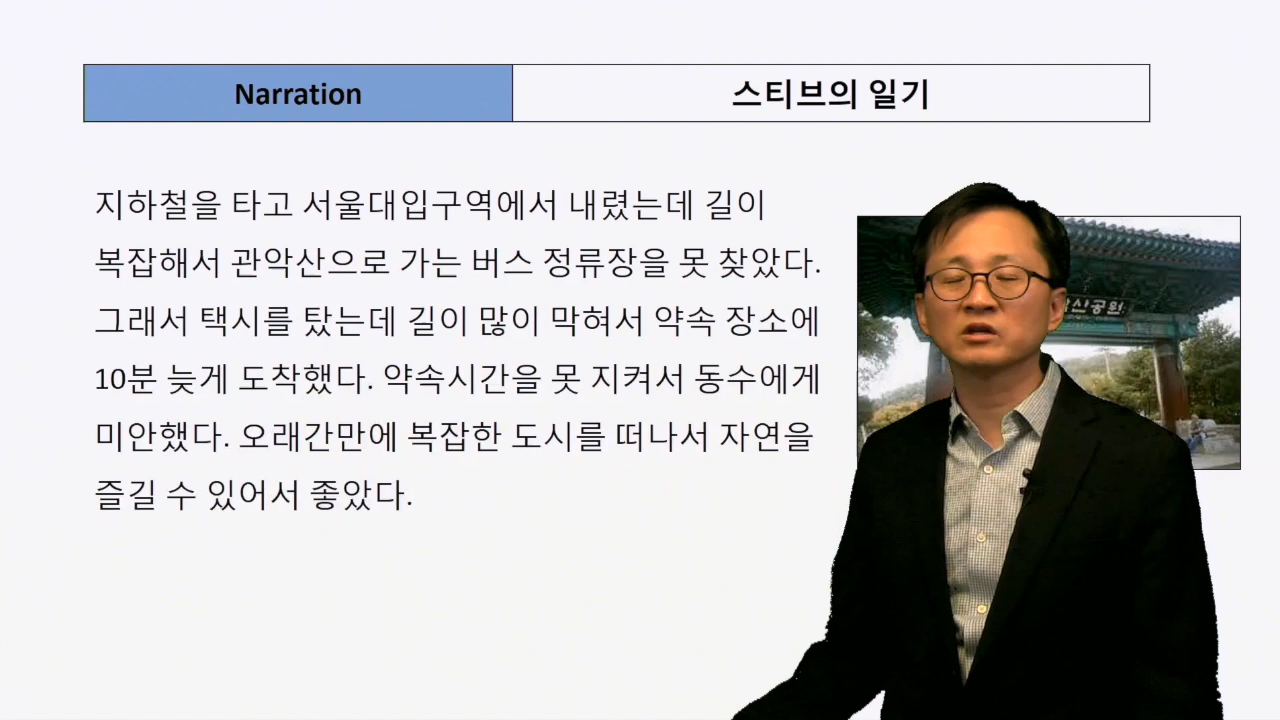 Narration
스티브의 일기
지하철을 타고 서울대입구역에서 내렸는데 길이
복잡해서 관악산으로 가는 버스 정류장을 못 찾았다.
그래서 택시를 탔는데 길이 많이 막혀서 약속 장소에
10분 늦게 도착했다. 약속시간을 못 지켜서 동수에게
미안했다. 오래간만에 복잡한 도시를 떠나서 자연을
즐길 수 있어서 좋았다.
산공원